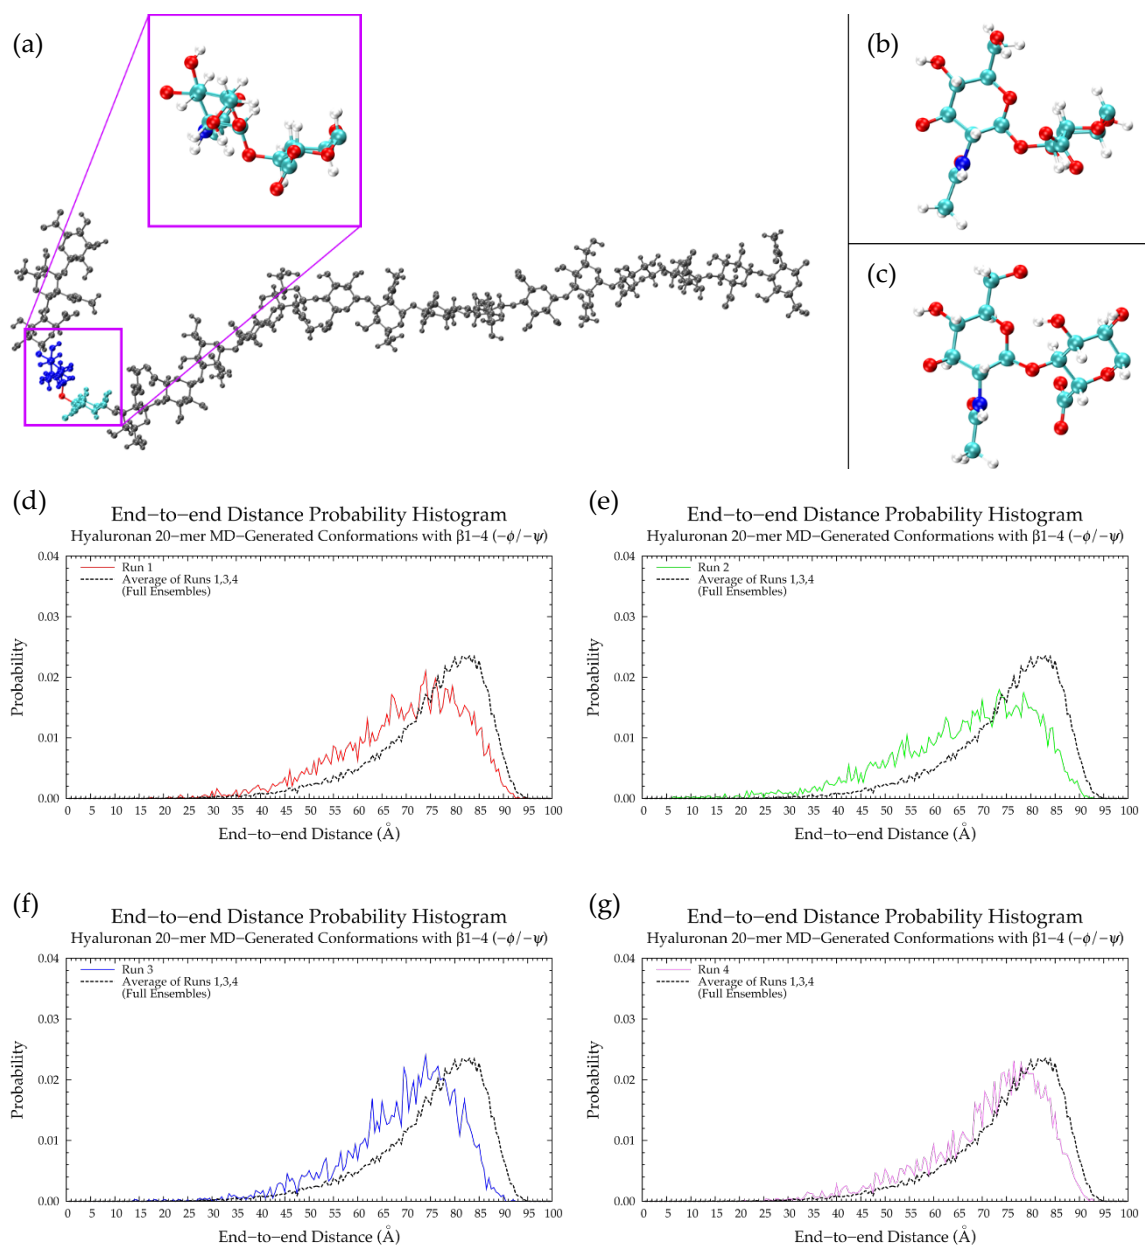 (a)
(b)
(c)
(d)
End−to−end Distance Probability Histogram
Hyaluronan 20−mer MD−Generated Conformations with β1−4 (−ϕ/−ψ)
Run 1
Average of Runs 1,3,4
(Full Ensembles)
Probability
0.04
0.03
0.02
0.01
0.00
0 5 10 15 20 25 30 35 40 45 50 55 60 65 70 75 80 85 90 95 100
End−to−end Distance (Å)
(e)
End−to−end Distance Probability Histogram
Hyaluronan 20−mer MD−Generated Conformations with β1−4 (−ϕ/−ψ)
Run 2
Average of Runs 1,3,4
(Full Ensembles)
Probability
0.04
0.03
0.02
0.01
0.00
0 5 10 15 20 25 30 35 40 45 50 55 60 65 70 75 80 85 90 95 100
End−to−end Distance (Å)
(f)
End−to−end Distance Probability Histogram
Hyaluronan 20−mer MD−Generated Conformations with β1−4 (−ϕ/−ψ)
Run 3
Average of Runs 1,3,4
(Full Ensembles)
Probability
0.04
0.03
0.02
0.01
0.00
0 5 10 15 20 25 30 35 40 45 50 55 60 65 70 75 80 85 90 95 100
End−to−end Distance (Å)
(g)
End−to−end Distance Probability Histogram
Hyaluronan 20−mer MD−Generated Conformations with β1−4 (−ϕ/−ψ)
Run 4
Average of Runs 1,3,4
(Full Ensembles)
Probability
0.04
0.03
0.02
0.01
0.00
0 5 10 15 20 25 30 35 40 45 50 55 60 65 70 75 80 85 90 95 100
End−to−end Distance (Å)